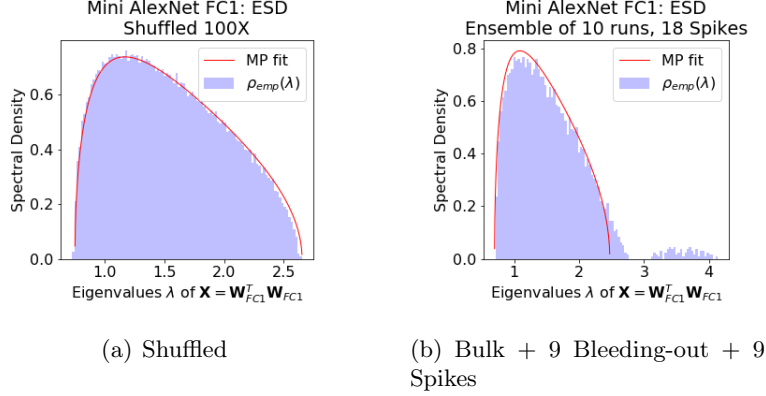 Mini AlexNet FC1: ESD
Shuffled 100X
MP fit
ρemp(λ)
Spectral Density
0.6
0.4
0.2
0.0
1.0 1.5 2.0 2.5
Eigenvalues λ of X = W^T_FC1 W_FC1
(a) Shuffled
Mini AlexNet FC1: ESD
Ensemble of 10 runs, 18 Spikes
MP fit
ρemp(λ)
Spectral Density
0.8
0.6
0.4
0.2
0.0
1 2 3 4
Eigenvalues λ of X = W^T_FC1 W_FC1
(b) Bulk + 9 Bleeding-out + 9
Spikes